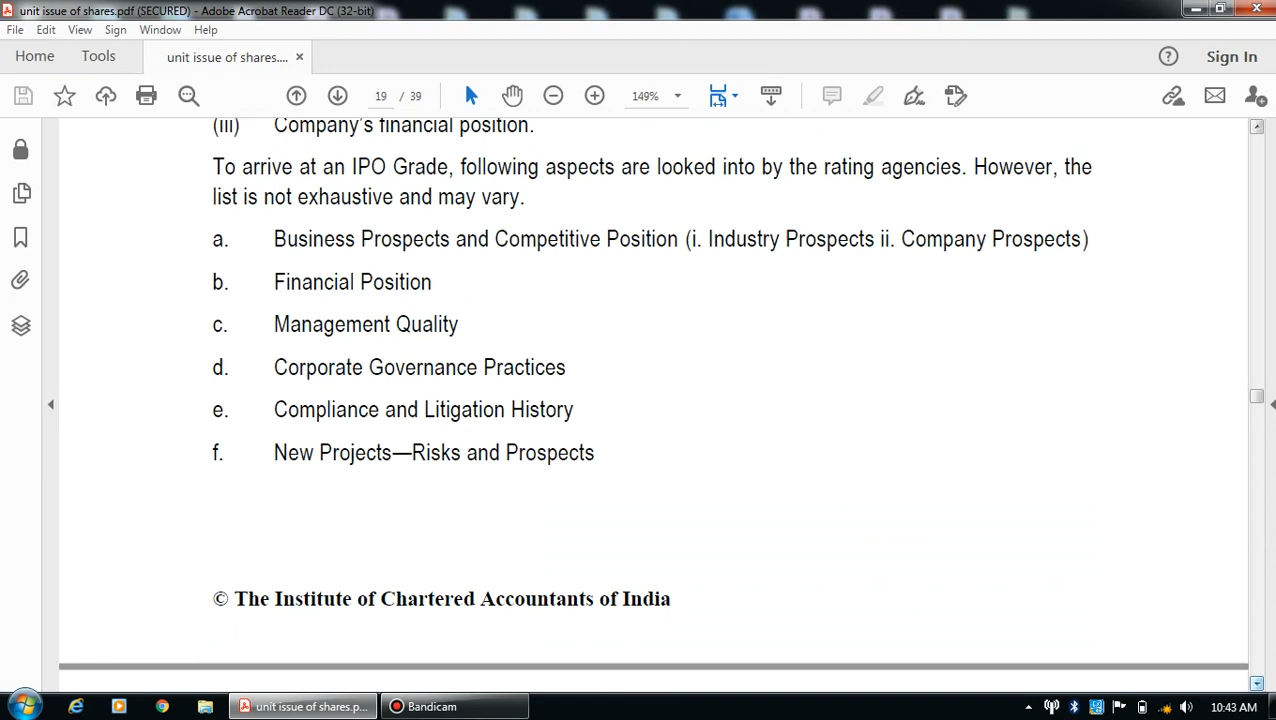 unit issue of shares.pdf (SECURED) - Adobe Acrobat Reader DC (32-bit)
File Edit View Sign Window Help
Home Tools unit issue of shares.... × Sign In
19 / 39 149%
(iii) Company's financial position.
To arrive at an IPO Grade, following aspects are looked into by the rating agencies. However, the
list is not exhaustive and may vary.
a. Business Prospects and Competitive Position (i. Industry Prospects ii. Company Prospects)
b. Financial Position
c. Management Quality
d. Corporate Governance Practices
e. Compliance and Litigation History
f. New Projects—Risks and Prospects
© The Institute of Chartered Accountants of India
unit issue of shares.p... Bandicam 10:43 AM